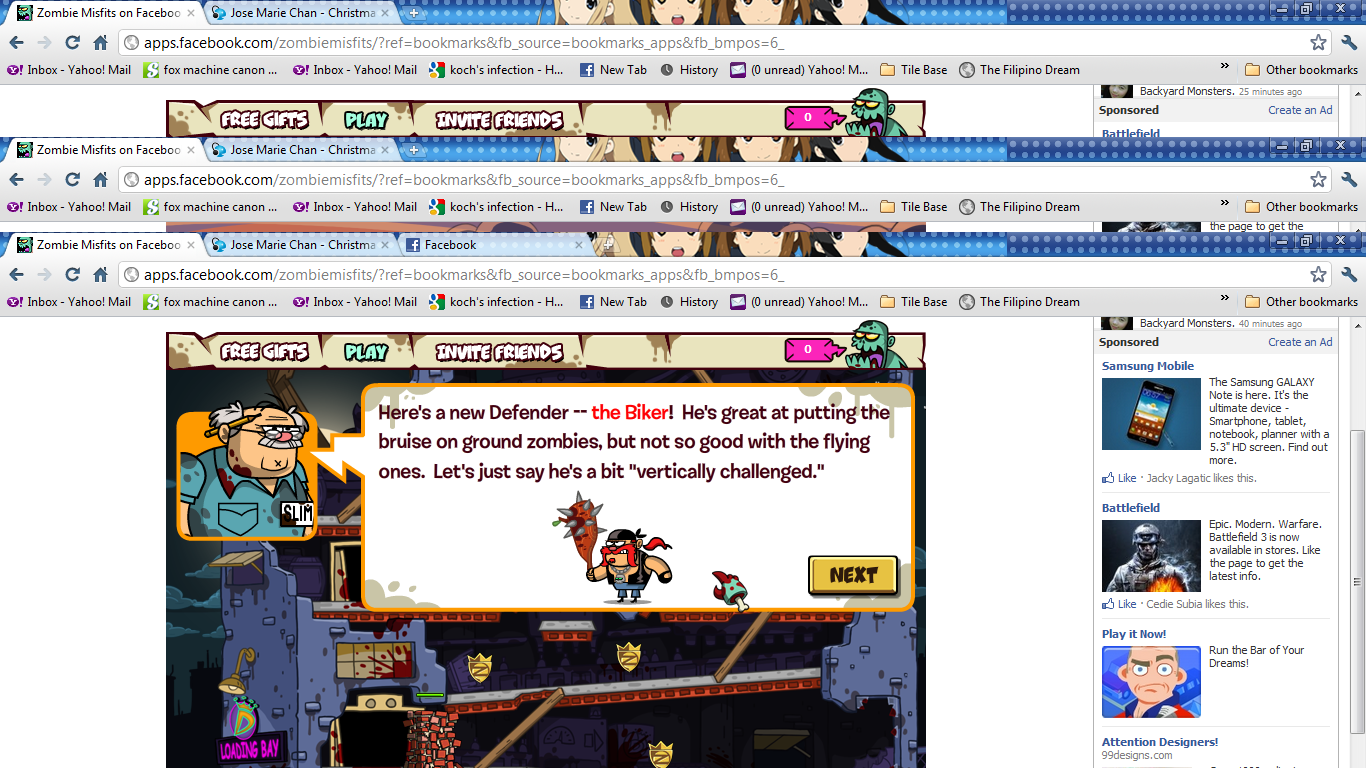 Zombie Misfits on Faceboo
Jose Marie Chan - Christma
apps.facebook.com/zombiemisfits/?ref=bookmarks&fb_source=bookmarks_apps&fb_bmpos=6_
Inbox - Yahoo! Mail fox machine canon ... Inbox - Yahoo! Mail koch's infection - H... New Tab History (0 unread) Yahoo! M... Tile Base The Filipino Dream » Other bookmarks
FREE GIFTS PLAY INVITE FRIENDS 0
Backyard Monsters. 25 minutes ago
Sponsored Create an Ad
Battlefield
Zombie Misfits on Faceboo
Jose Marie Chan - Christma
apps.facebook.com/zombiemisfits/?ref=bookmarks&fb_source=bookmarks_apps&fb_bmpos=6_
Inbox - Yahoo! Mail fox machine canon ... Inbox - Yahoo! Mail koch's infection - H... New Tab History (0 unread) Yahoo! M... Tile Base The Filipino Dream » Other bookmarks
the page to get the
Zombie Misfits on Faceboo
Jose Marie Chan - Christma
Facebook
apps.facebook.com/zombiemisfits/?ref=bookmarks&fb_source=bookmarks_apps&fb_bmpos=6_
Inbox - Yahoo! Mail fox machine canon ... Inbox - Yahoo! Mail koch's infection - H... New Tab History (0 unread) Yahoo! M... Tile Base The Filipino Dream » Other bookmarks
FREE GIFTS PLAY INVITE FRIENDS 0
Here's a new Defender -- the Biker! He's great at putting the
bruise on ground zombies, but not so good with the flying
ones. Let's just say he's a bit "vertically challenged."
SLIM
NEXT
LOADING BAY
Backyard Monsters. 40 minutes ago
Sponsored Create an Ad
Samsung Mobile
The Samsung GALAXY
Note is here. It's the
ultimate device -
Smartphone, tablet,
notebook, planner with a
5.3" HD screen. Find out
more.
Like · Jacky Lagatic likes this.
Battlefield
Epic. Modern. Warfare.
Battlefield 3 is now
available in stores. Like
the page to get the
latest info.
Like · Cedie Subia likes this.
Play it Now!
Run the Bar of Your
Dreams!
Attention Designers!
99designs.com